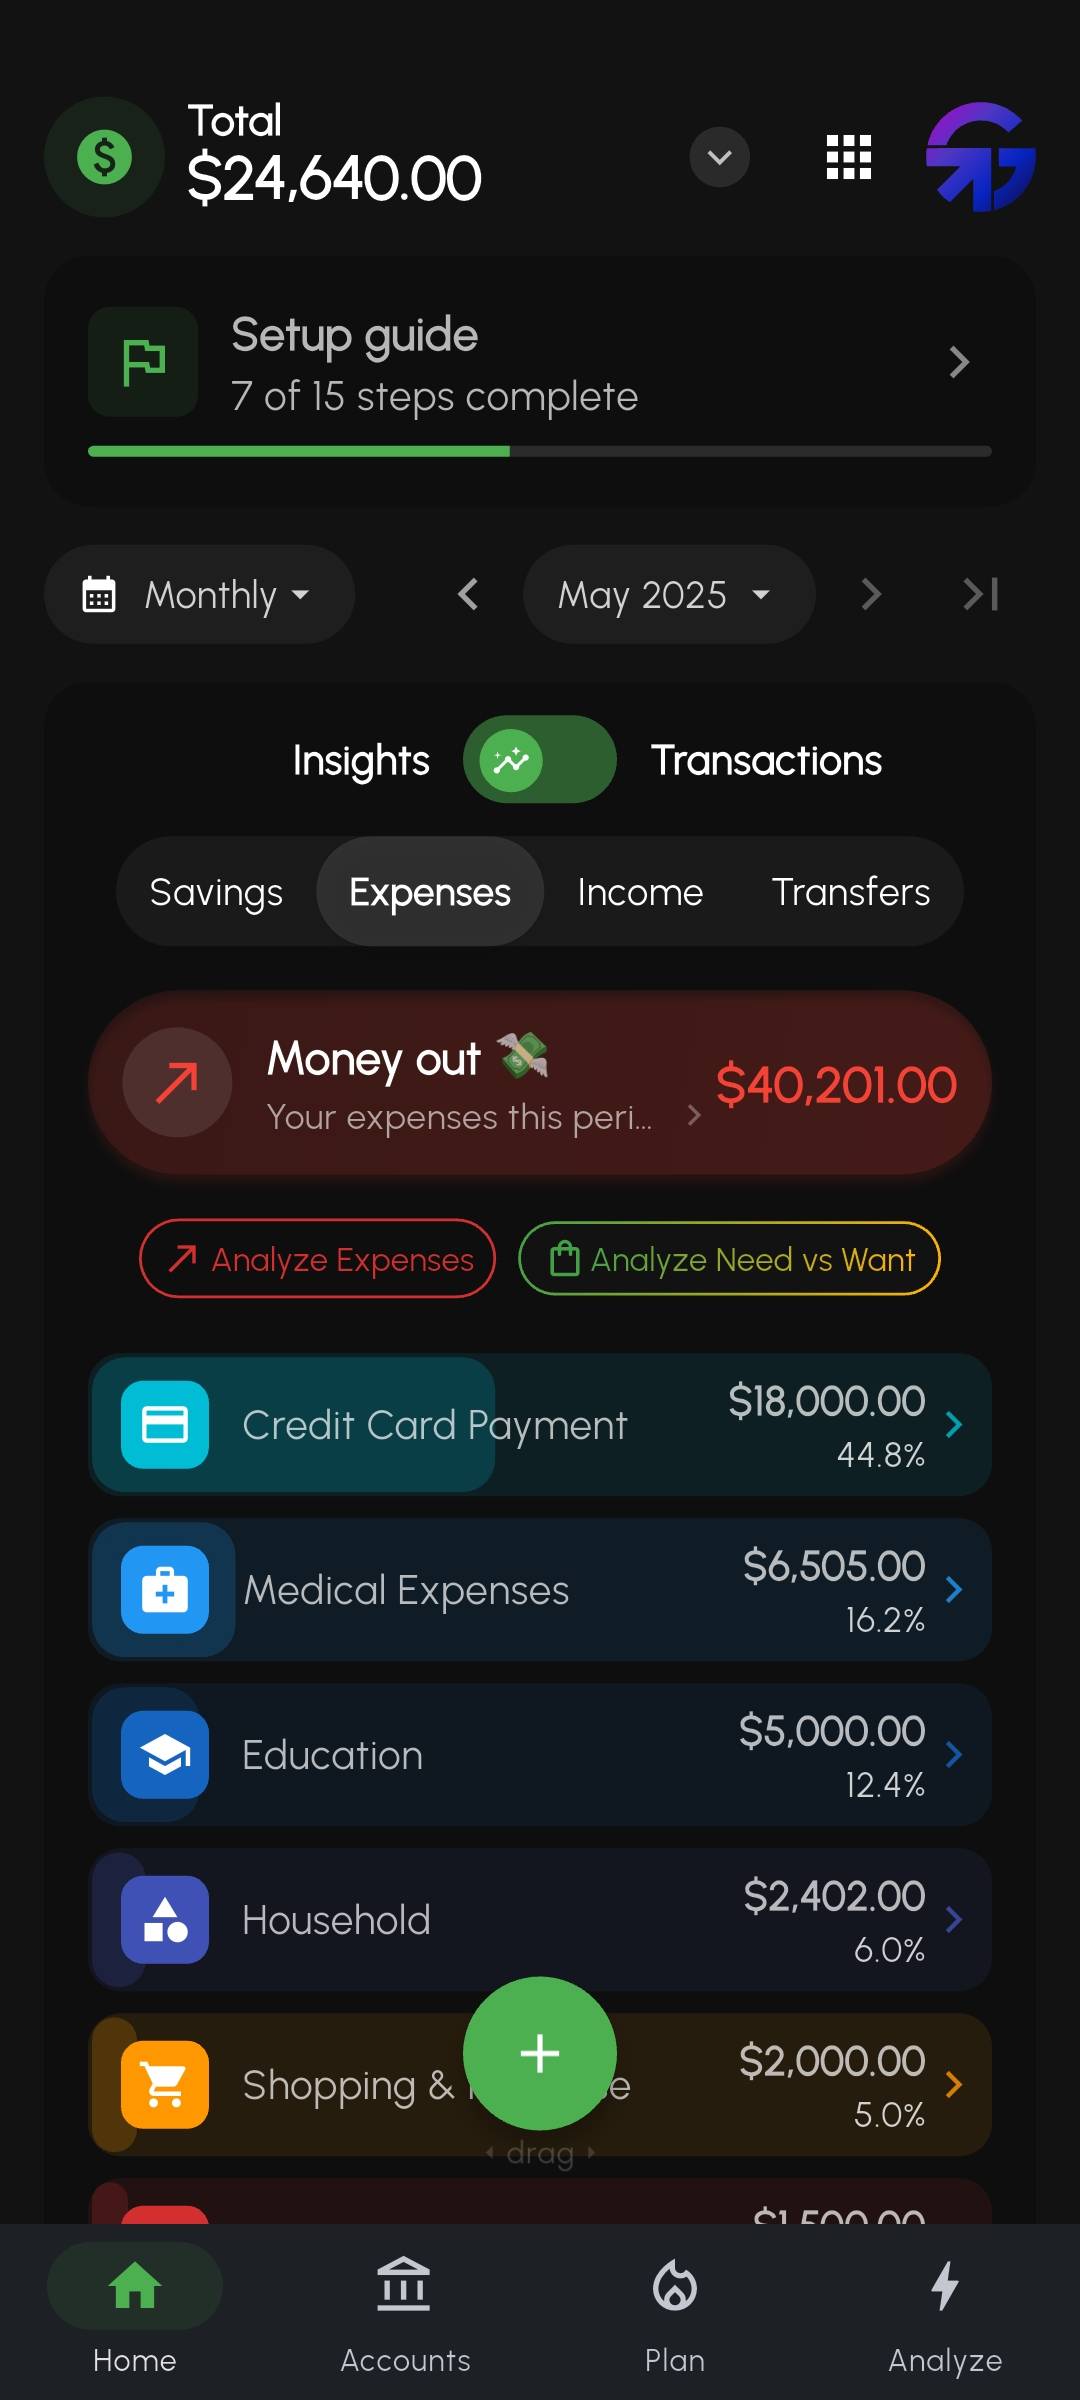 Total
$24,640.00
Setup guide
7 of 15 steps complete
Monthly
May 2025
Insights
Transactions
Savings
Expenses
Income
Transfers
Money out
Your expenses this peri...
$40,201.00
Analyze Expenses
Analyze Need vs Want
Credit Card Payment
$18,000.00
44.8%
Medical Expenses
$6,505.00
16.2%
Education
$5,000.00
12.4%
Household
$2,402.00
6.0%
Shopping &
$2,000.00
5.0%
drag
$1,500.00
Home
Accounts
Plan
Analyze